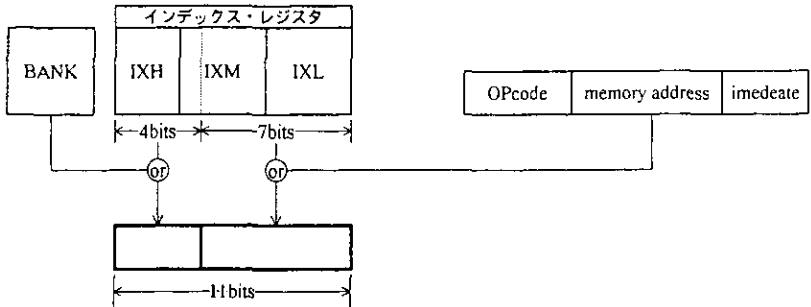 インデックス・レジスタ
BANK
IXH
IXM
IXL
OPcode
memory address
imedeate
4bits
7bits
or
or
11bits